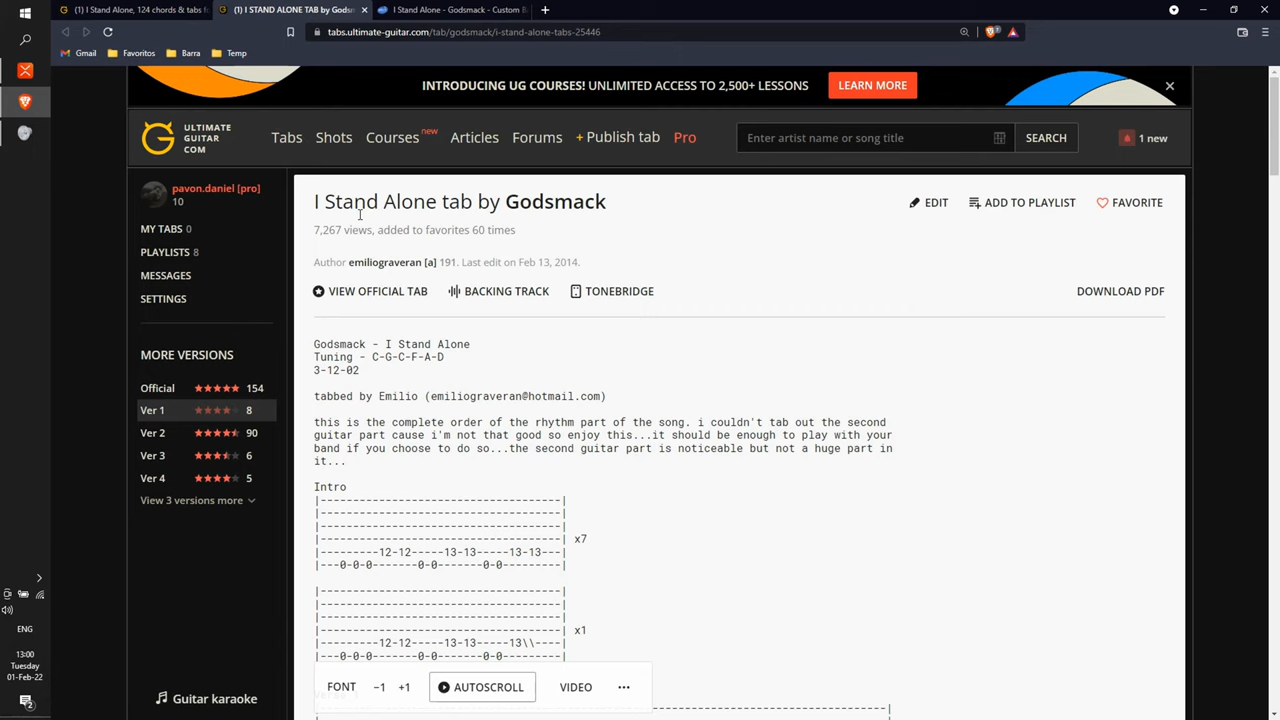 (1) I Stand Alone, 124 chords & tabs f
(1) I STAND ALONE TAB by Godsm
I Stand Alone - Godsmack - Custom B
tabs.ultimate-guitar.com/tab/godsmack/i-stand-alone-tabs-25446
Gmail
Favoritos
Barra
Temp
INTRODUCING UG COURSES! UNLIMITED ACCESS TO 2,500+ LESSONS
LEARN MORE
ULTIMATE
GUITAR
COM
Tabs
Shots
Courses new
Articles
Forums
+ Publish tab
Pro
Enter artist name or song title
SEARCH
1 new
pavon.daniel [pro]
10
MY TABS 0
PLAYLISTS 8
MESSAGES
SETTINGS
MORE VERSIONS
Official 154
Ver 1 8
Ver 2 90
Ver 3 6
Ver 4 5
View 3 versions more
Guitar karaoke
I Stand Alone tab by Godsmack
EDIT
ADD TO PLAYLIST
FAVORITE
7,267 views, added to favorites 60 times
Author emiliograveran [a] 191. Last edit on Feb 13, 2014.
VIEW OFFICIAL TAB
BACKING TRACK
TONEBRIDGE
DOWNLOAD PDF
Godsmack - I Stand Alone
Tuning - C-G-C-F-A-D
3-12-02
tabbed by Emilio (emiliograveran@hotmail.com)
this is the complete order of the rhythm part of the song. i couldn't tab out the second
guitar part cause i'm not that good so enjoy this...it should be enough to play with your
band if you choose to do so...the second guitar part is noticeable but not a huge part in
it...
Intro
|----------------------------------|
|----------------------------------|
|----------------------------------|
|----------------------------------| x7
|---------12-12-----13-13-----13-13---|
|---0-0-0-------0-0-------0-0------|
|----------------------------------|
|----------------------------------|
|----------------------------------|
|----------------------------------| x1
|---------12-12-----13-13-----13\\----|
|---0-0-0-------0-0-------0-0------|
FONT
−1
+1
AUTOSCROLL
VIDEO
ENG
13:00
Tuesday
01-Feb-22
2